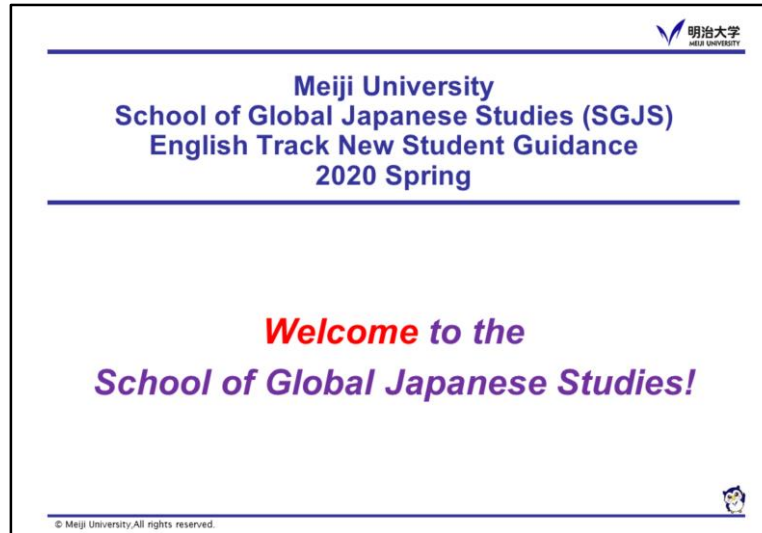 明治大学
MEIJI UNIVERSITY
Meiji University
School of Global Japanese Studies (SGJS)
English Track New Student Guidance
2020 Spring
Welcome to the
School of Global Japanese Studies!
© Meiji University,All rights reserved.